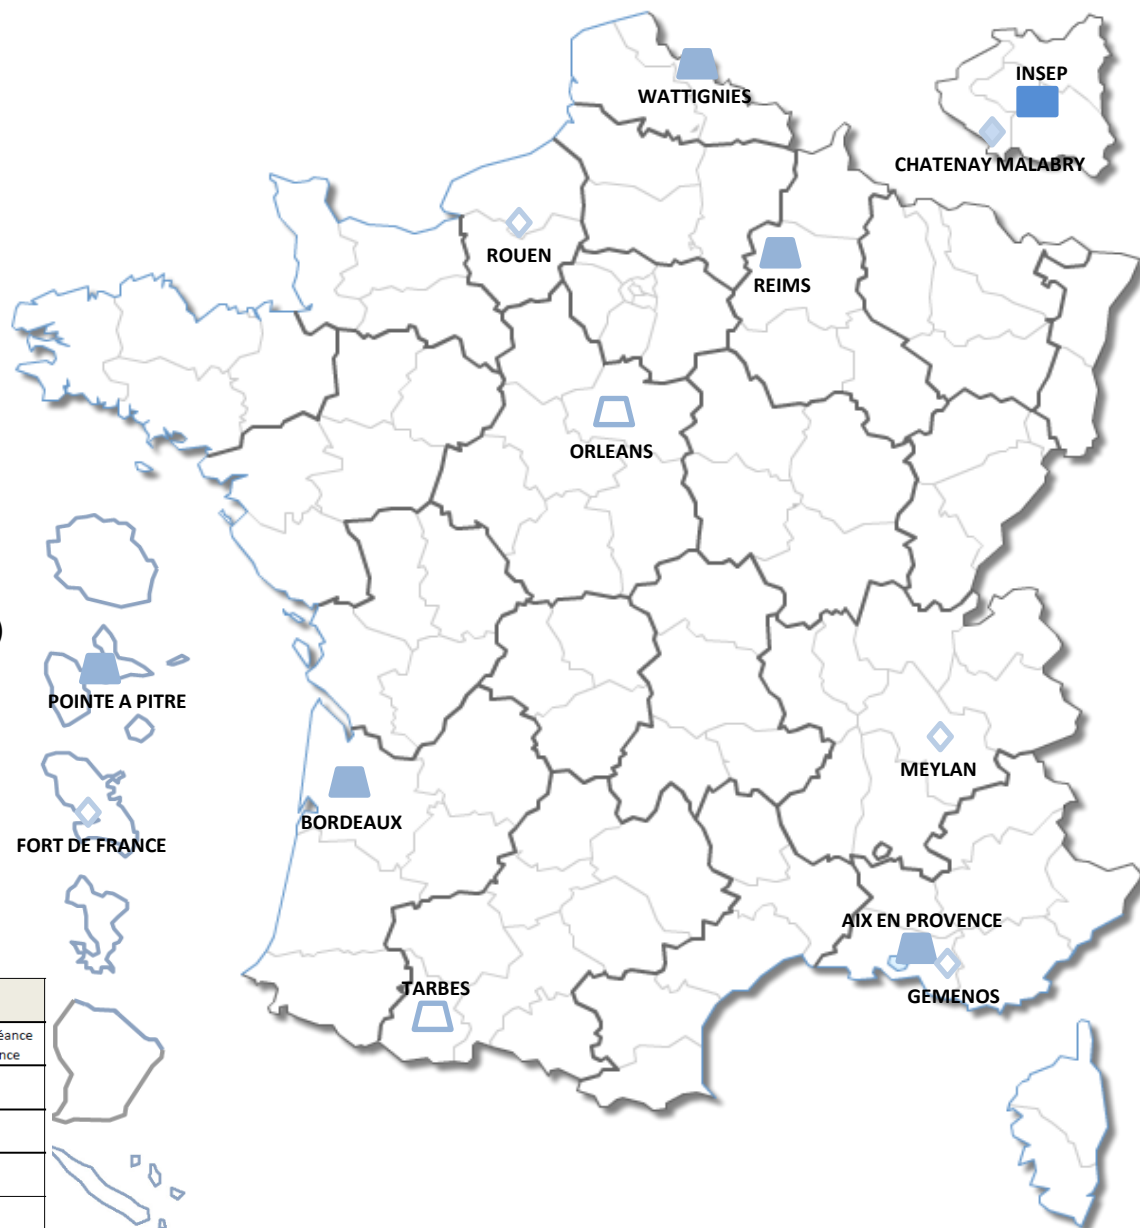 INSEP
WATTIGNIES
CHATENAY MALABRY
ROUEN
REIMS
ORLEANS
)
POINTE A PITRE
MEYLAN
BORDEAUX
FORT DE FRANCE
AIX EN PROVENCE
TARBES
GEMENOS